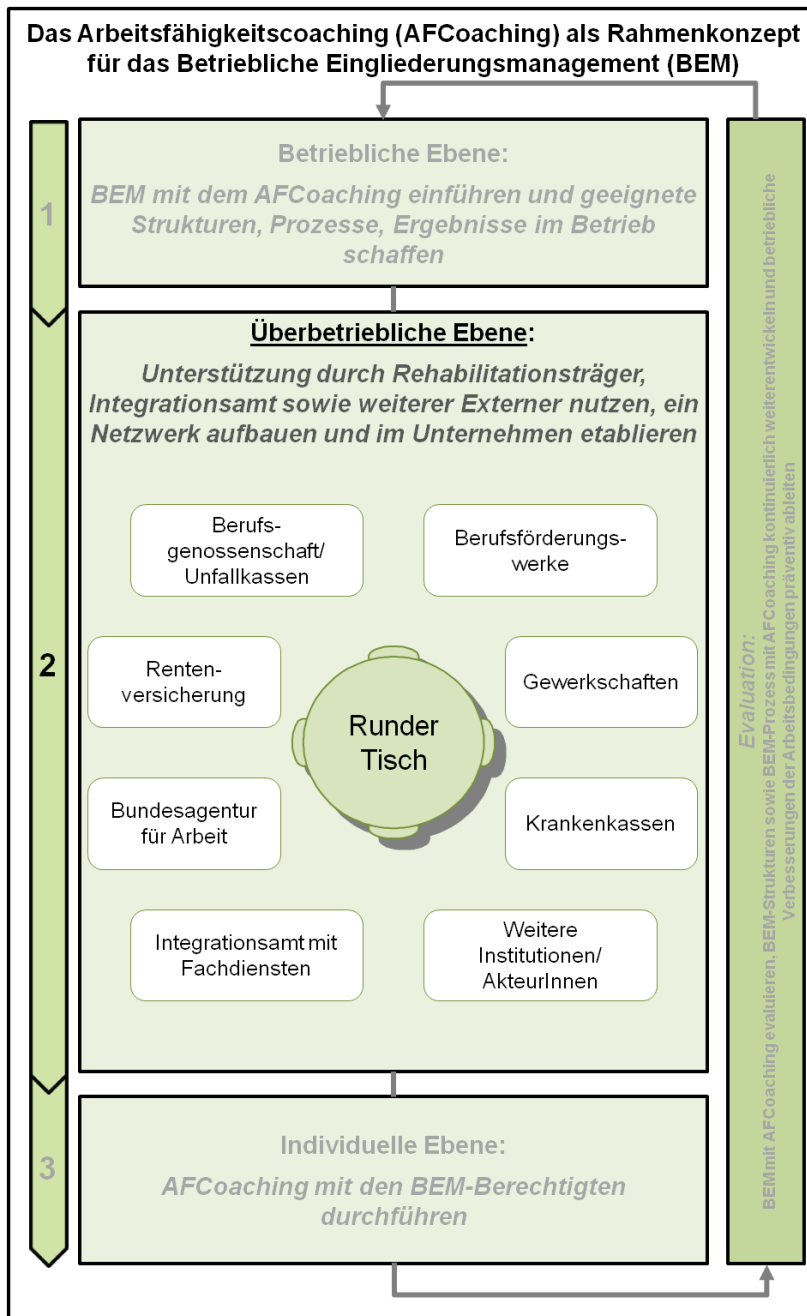 Das Arbeitsfähigkeitscoaching (AFCoaching) als Rahmenkonzept
für das Betriebliche Eingliederungsmanagement (BEM)
1
Betriebliche Ebene:
BEM mit dem AFCoaching einführen und geeignete
Strukturen, Prozesse, Ergebnisse im Betrieb
schaffen
2
Überbetriebliche Ebene:
Unterstützung durch Rehabilitationsträger,
Integrationsamt sowie weiterer Externer nutzen, ein
Netzwerk aufbauen und im Unternehmen etablieren
Berufs-
genossenschaft/
Unfallkassen
Berufsförderungs-
werke
Renten-
versicherung
Gewerkschaften
Runder
Tisch
Bundesagentur
für Arbeit
Krankenkassen
Integrationsamt mit
Fachdiensten
Weitere
Institutionen/
AkteurInnen
3
Individuelle Ebene:
AFCoaching mit den BEM-Berechtigten
durchführen
Evaluation:
BEM mit AFCoaching evaluieren, BEM-Strukturen sowie BEM-Prozess mit AFCoaching kontinuierlich weiterentwickeln und betriebliche
Verbesserungen der Arbeitsbedingungen präventiv ableiten